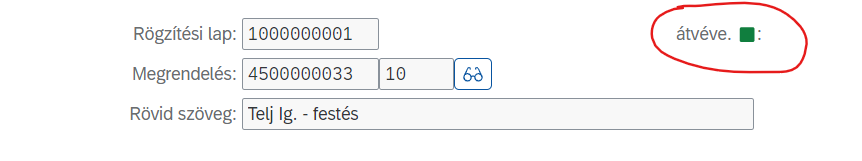 Rögzítési lap: 1000000001 átvéve. :
Megrendelés: 4500000033 10
Rövid szöveg: Telj Ig. - festés